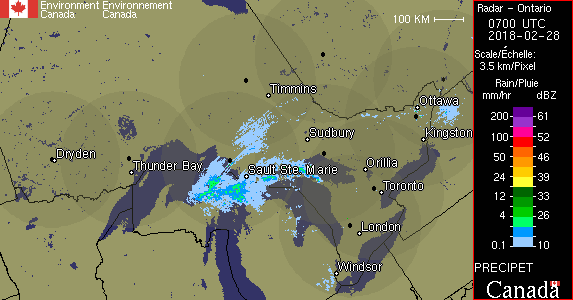 Environment Environnement
Canada Canada
Radar - Ontario
0700 UTC
2018-02-28
100 KM
Scale/Échelle:
3.5 km/Pixel
Rain/Pluie
mm/hr dBZ
200 61
100 52
50 46
24 39
12 33
4 26
0.1 10
Timmins
Ottawa
Sudbury
Kingston
Dryden
Thunder Bay
Sault Ste. Marie
Orillia
Toronto
London
Windsor
PRECIPET
Canada